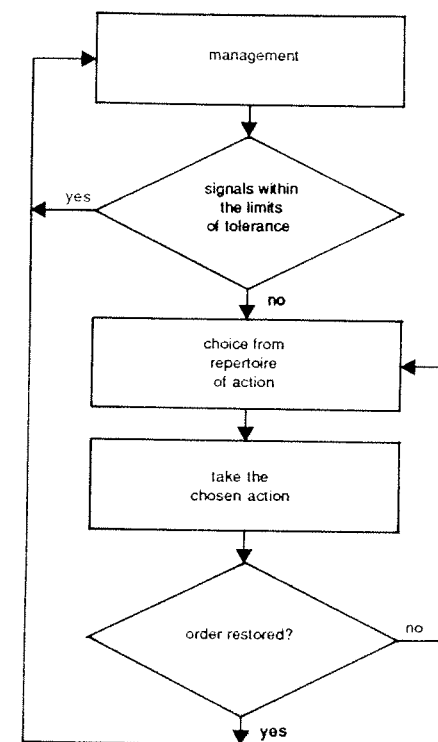 management
yes
signals within
the limits
of tolerance
no
choice from
repertoire
of action
take the
chosen action
order restored?
no
yes